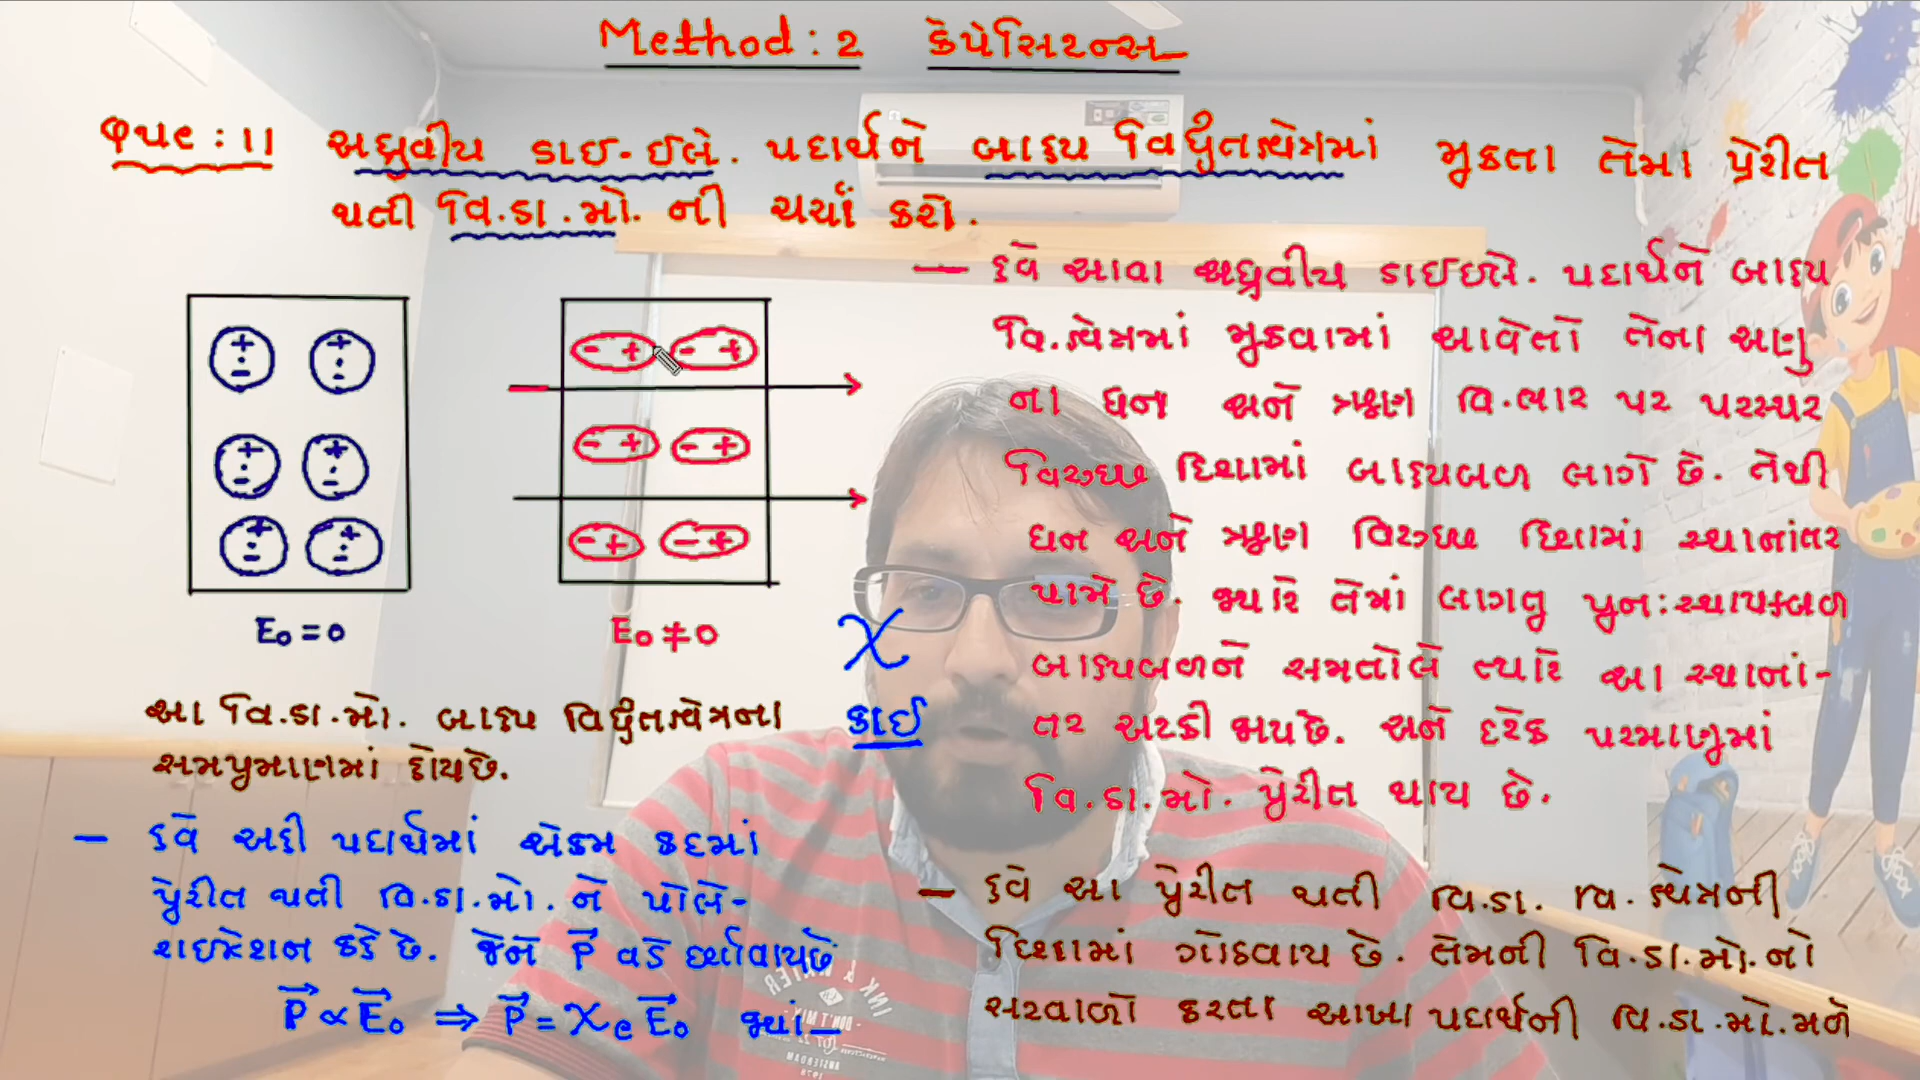 Method : 2 કેપેસિટન્સ
પ્રશ્ન : 11 અધ્રુવીય ડાઈ-ઈલે. પદાર્થને બાહ્ય વિદ્યુતક્ષેત્રમાં મુકતા તેમા પ્રેરીત
થતી વિ.ડા.મો. ની ચર્ચા કરો.
E₀ = 0
E₀ ≠ 0
આ વિ.ડા.મો. બાહ્ય વિદ્યુતક્ષેત્રના
સમપ્રમાણમાં હોયછે.
χ
કાઈ
— હવે અહી પદાર્થમાં એકમ કદમાં
પ્રેરીત થતી વિ.ડા.મો. ને પોલે-
રાઇઝેશન કહે છે. જેને P⃗ વડે દર્શાવાયછે
P⃗ ∝ E⃗₀ ⇒ P⃗ = χe E⃗₀ જ્યાં—
— હવે આવા અધ્રુવીય ડાઈઈલે. પદાર્થને બાહ્ય
વિ.ક્ષેત્રમાં મુકવામાં આવેતો તેના અણુ
ના ધન અને ઋણ વિ.ભાર પર પરસ્પર
વિરુધ્ધ દિશામાં બાહ્યબળ લાગે છે. તેથી
ધન અને ઋણ વિરુધ્ધ દિશામાં સ્થાનાંતર
પામે છે. જ્યારે તેમાં લાગતુ પુન:સ્થાપકબળ
બાહ્યબળને સમતોલે ત્યારે આ સ્થાનાં-
તર અટકી જાયછે. અને દરેક પરમાણુમાં
વિ.ડા.મો. પ્રેરીત થાય છે.
— હવે આ પ્રેરીત થતી વિ.ડા. વિ. ક્ષેત્રની
દિશામાં ગોઠવાય છે. તેમની વિ.ડા.મો.નો
સરવાળો કરતા આખા પદાર્થની વિ.ડા.મો.મળે